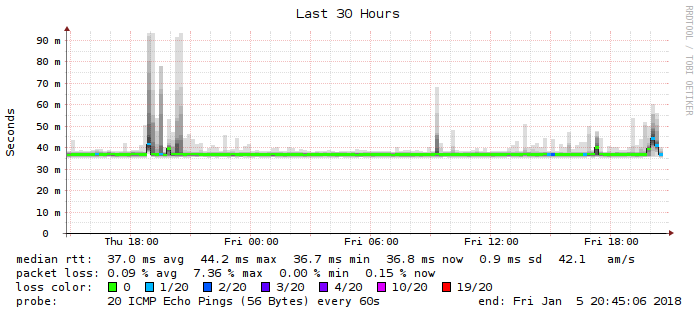 Last 30 Hours
RRDTOOL / TOBI OETIKER
Seconds
90 m
80 m
70 m
60 m
50 m
40 m
30 m
20 m
10 m
0
Thu 18:00 Fri 00:00 Fri 06:00 Fri 12:00 Fri 18:00
median rtt: 37.0 ms avg 44.2 ms max 36.7 ms min 36.8 ms now 0.9 ms sd 42.1 am/s
packet loss: 0.09 % avg 7.36 % max 0.00 % min 0.15 % now
loss color: 0 1/20 2/20 3/20 4/20 10/20 19/20
probe: 20 ICMP Echo Pings (56 Bytes) every 60s end: Fri Jan 5 20:45:06 2018